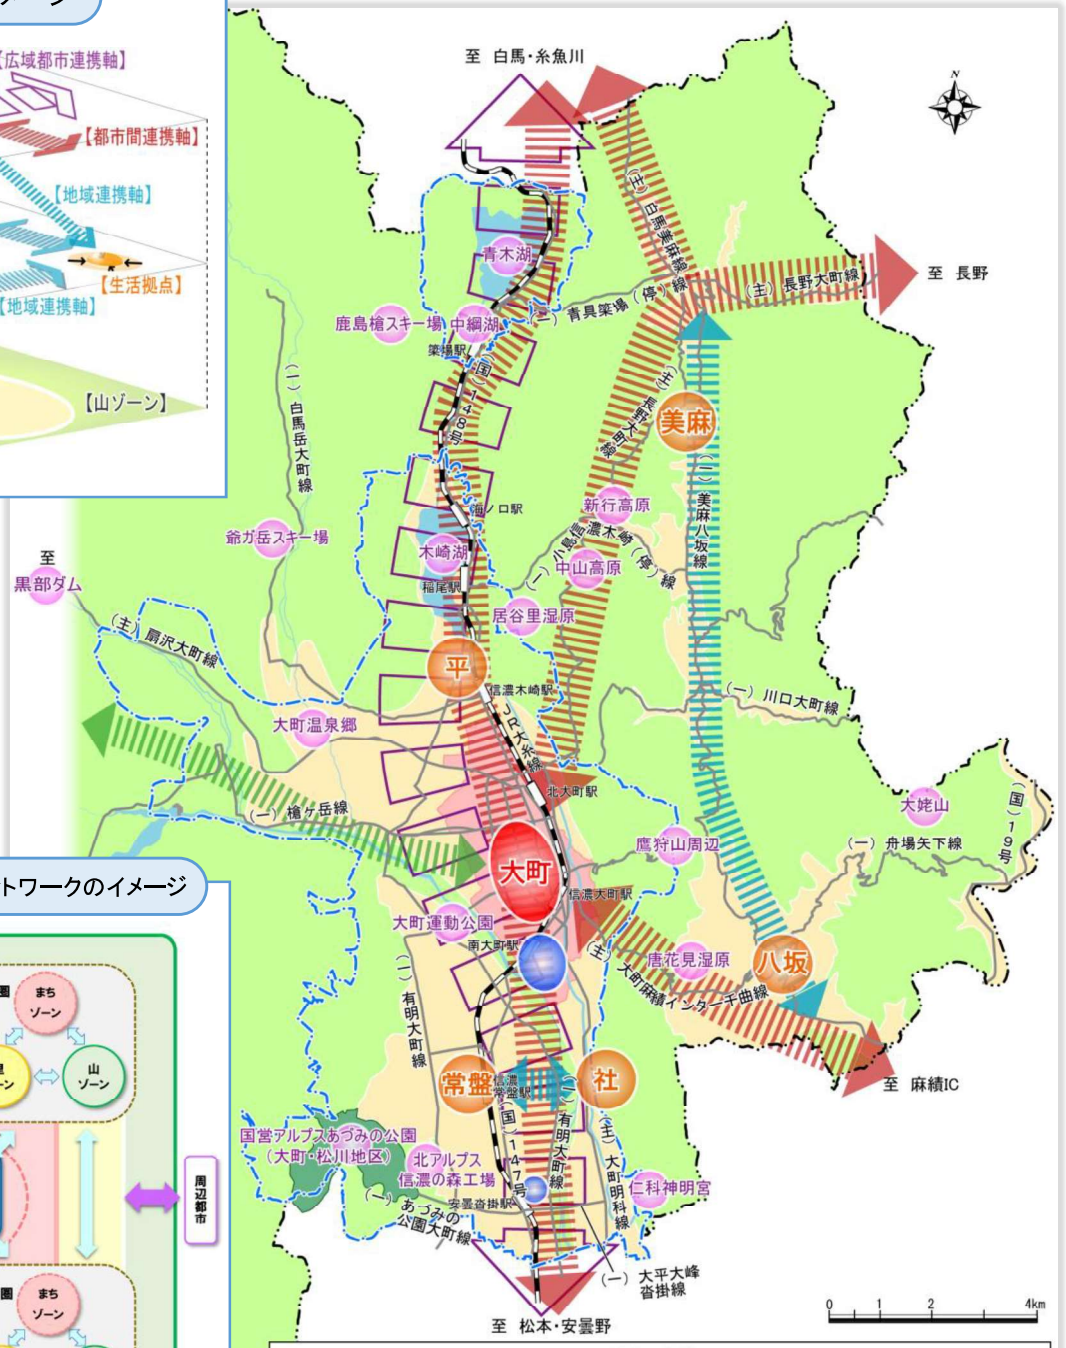 ゾーン
【広域都市連携軸】
【都市間連携軸】
【地域連携軸】
【生活拠点】
【地域連携軸】
【山ゾーン】
至 白馬・糸魚川
N
(主)白馬美麻線
青木湖
(主)長野大町線
至 長野
(一)青具簗場(停)線
鹿島槍スキー場
中綱湖
簗場駅
(国)148号
(一)白馬岳大町線
(主)長野大町線
美麻
(一)美麻八坂線
海ノ口駅
新行高原
爺ガ岳スキー場
木崎湖
(一)小島信濃木崎(停)線
中山高原
至
黒部ダム
稲尾駅
居谷里湿原
(主)扇沢大町線
平
信濃木崎駅
(一)川口大町線
大町温泉郷
JR大糸線
北大町駅
(国)19号
大姥山
(一)槍ヶ岳線
鷹狩山周辺
(一)舟場矢下線
大町
トワークのイメージ
信濃大町駅
大町運動公園
南大町駅
(主)大町麻績インター千曲線
唐花見湿原
八坂
(一)有明大町線
圏
まち
ゾーン
山
ゾーン
常盤
信濃
常盤駅
社
至 麻績IC
(国)147号
(一)有明大町線
(主)大町明科線
国営アルプスあづみの公園
(大町・松川地区)
北アルプス
信濃の森工場
仁科神明宮
周辺都市
安曇沓掛駅
(一)あづみの
公園大町線
(一)大平大峰
沓掛線
圏
まち
ゾーン
至 松本・安曇野
0 1 2 4km